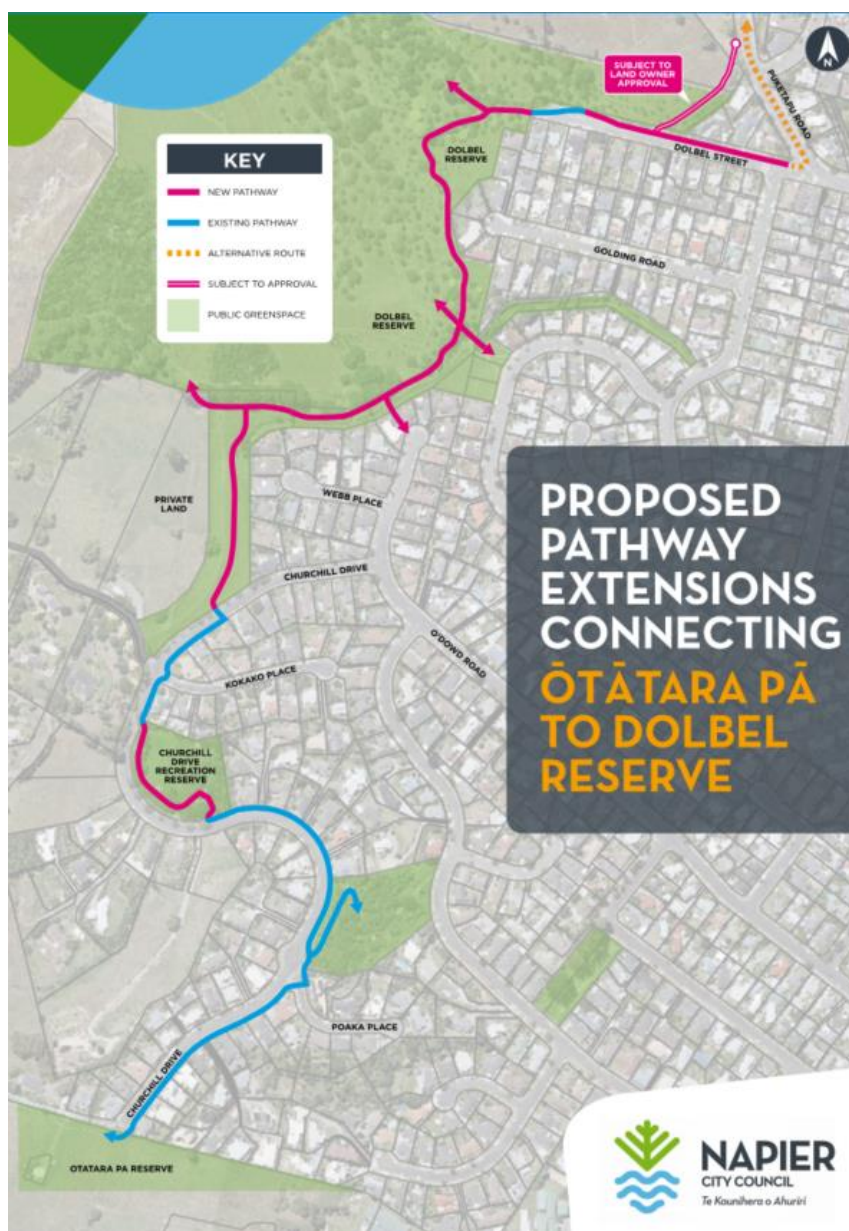 N
SUBJECT TO
LAND OWNER
APPROVAL
PUKETAPU ROAD
DOLBEL STREET
KEY
NEW PATHWAY
EXISTING PATHWAY
ALTERNATIVE ROUTE
SUBJECT TO APPROVAL
PUBLIC GREENSPACE
DOLBEL
RESERVE
GOLDING ROAD
DOLBEL
RESERVE
PRIVATE
LAND
WEBB PLACE
CHURCHILL DRIVE
O'DOWD ROAD
KOKAKO PLACE
CHURCHILL
DRIVE
RECREATION
RESERVE
PROPOSED
PATHWAY
EXTENSIONS
CONNECTING
ŌTĀTARA PĀ
TO DOLBEL
RESERVE
POAKA PLACE
CHURCHILL DRIVE
OTATARA PA RESERVE
NAPIER
CITY COUNCIL
Te Kaunihera o Ahuriri